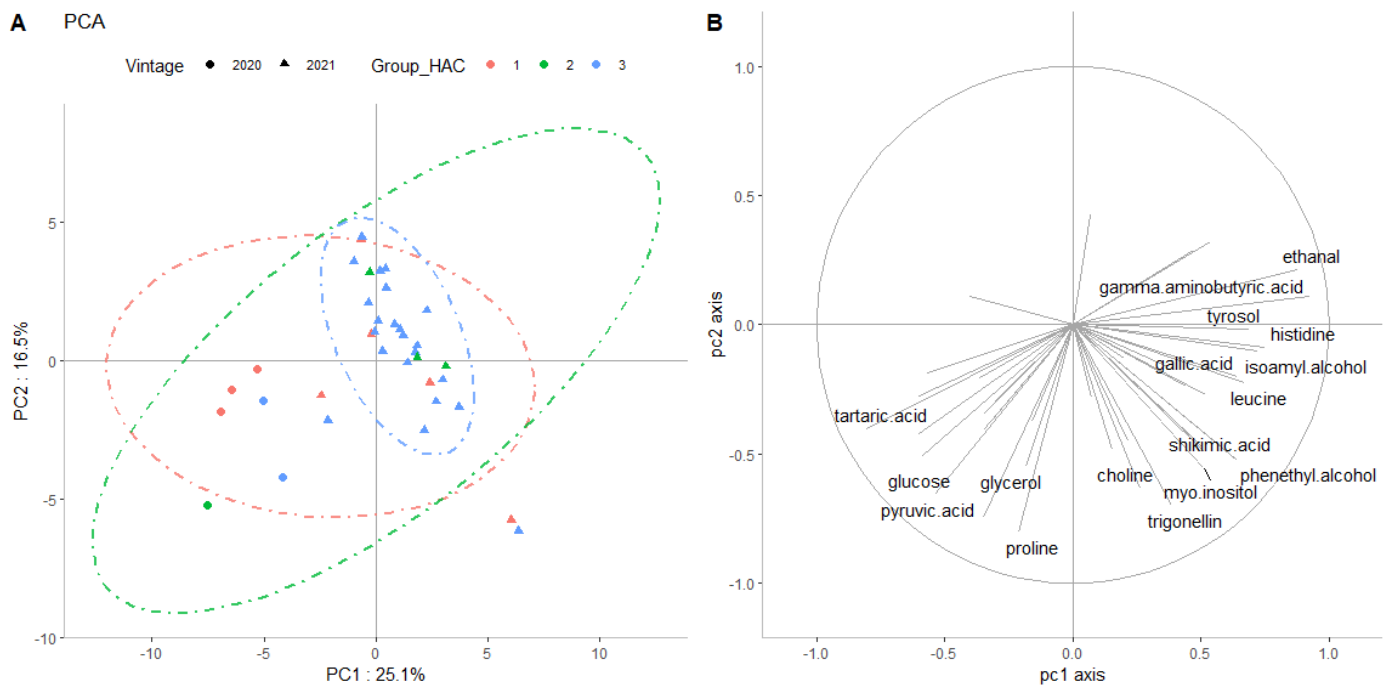 A PCA
Vintage 2020 2021 Group_HAC 1 2 3
PC2 : 16.5%
5
0
-5
-10
-10 -5 0 5 10
PC1 : 25.1%
B
pc2 axis
1.0
0.5
0.0
-0.5
-1.0
ethanal
gamma.aminobutyric.acid
tyrosol
histidine
gallic.acid
isoamyl.alcohol
leucine
tartaric.acid
shikimic.acid
glucose
glycerol
choline
phenethyl.alcohol
myo.inositol
pyruvic.acid
trigonellin
proline
-1.0 -0.5 0.0 0.5 1.0
pc1 axis